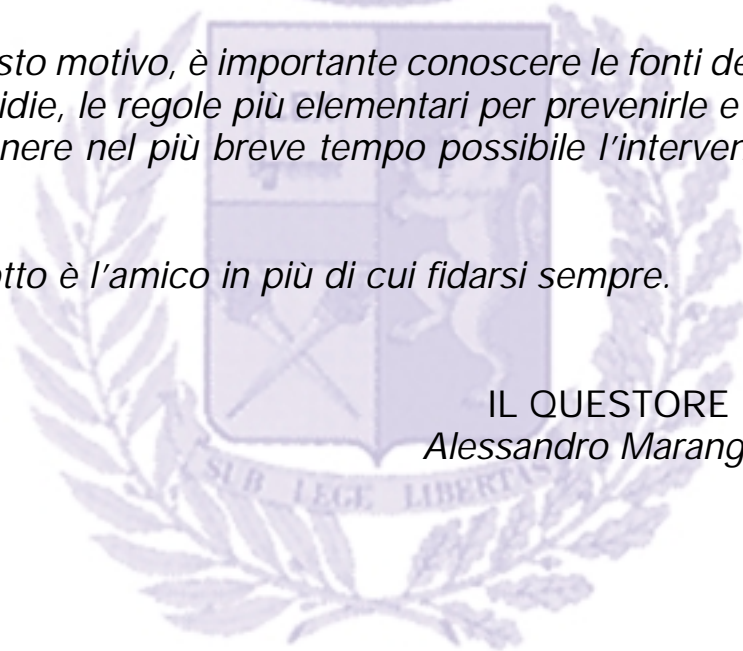 sto motivo, è importante conoscere le fonti de
idie, le regole più elementari per prevenirle e
nere nel più breve tempo possibile l'interven
tto è l'amico in più di cui fidarsi sempre.
IL QUESTORE
Alessandro Marang
SUB LEGE LIBERTAS